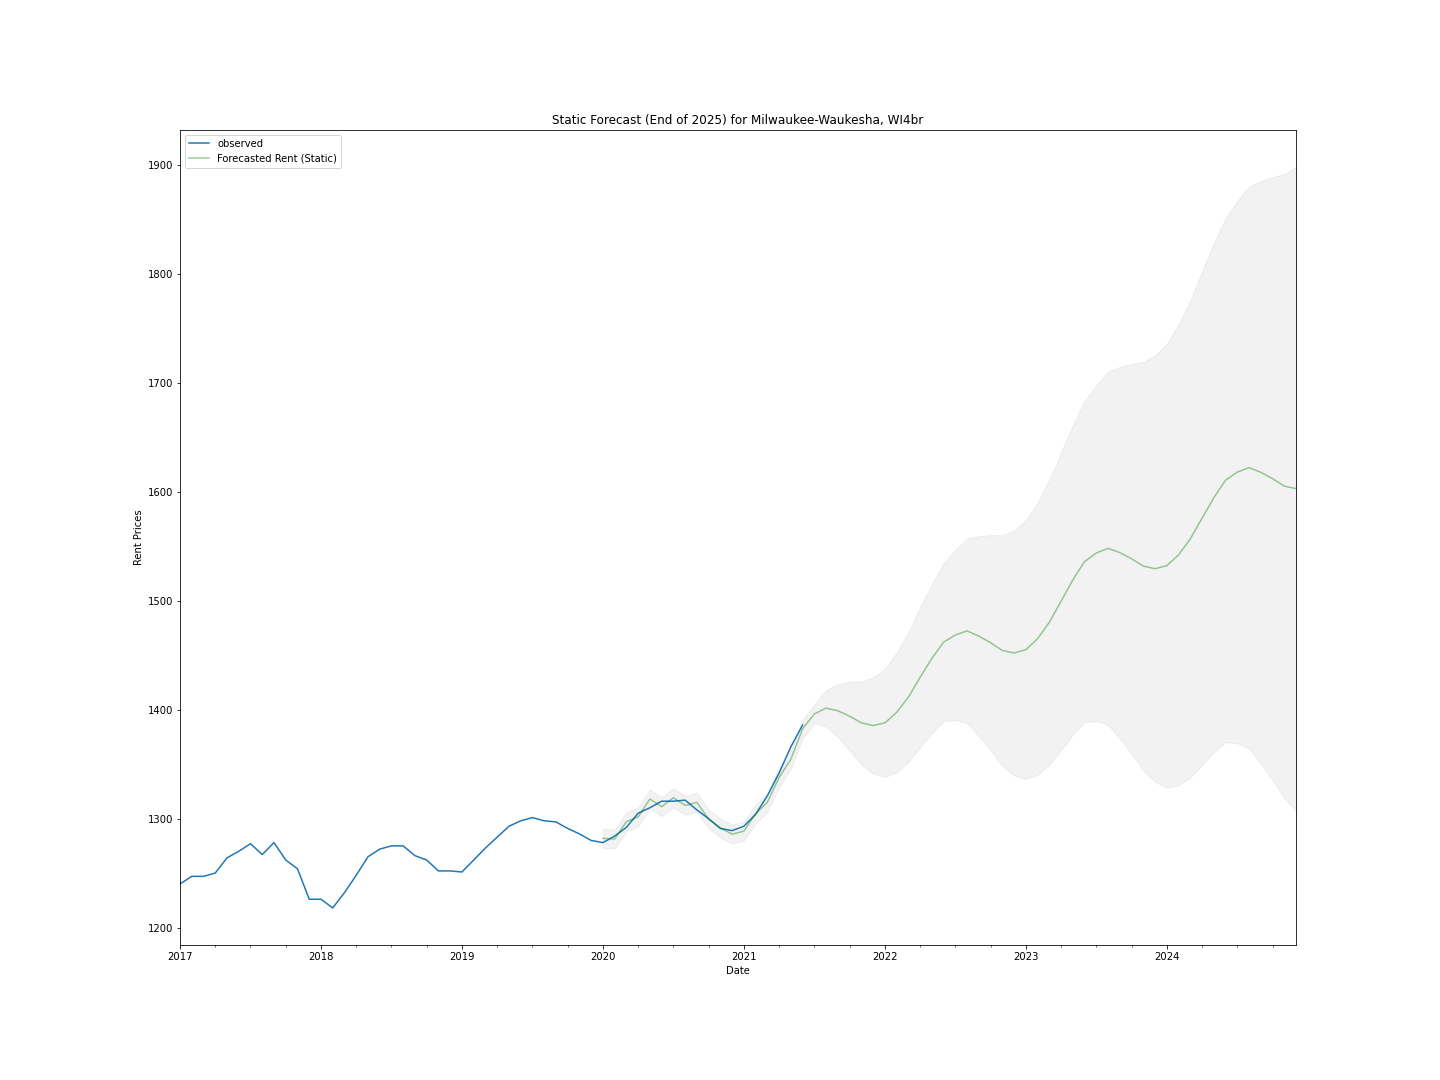 Static Forecast (End of 2025) for Milwaukee-Waukesha, WI4br
observed
Forecasted Rent (Static)
1900
1800
1700
1600
1500
1400
1300
1200
Rent Prices
2017 2018 2019 2020 2021 2022 2023 2024
Date